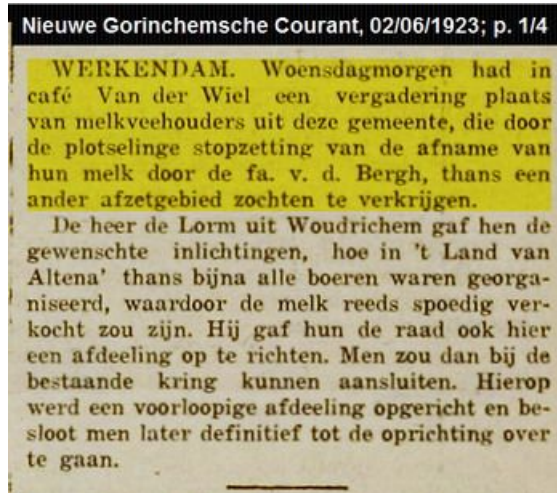 Nieuwe Gorinchemsche Courant, 02/06/1923; p. 1/4
WERKENDAM. Woensdagmorgen had in
café Van der Wiel een vergadering plaats
van melkveehouders uit deze gemeente, die door
de plotselinge stopzetting van de afname van
hun melk door de fa. v. d. Bergh, thans een
ander afzetgebied zochten te verkrijgen.
De heer de Lorm uit Woudrichem gaf hen de
gewenschte inlichtingen, hoe in 't Land van
Altena' thans bijna alle boeren waren georga-
niseerd, waardoor de melk reeds spoedig ver-
kocht zou zijn. Hij gaf hun de raad ook hier
een afdeeling op te richten. Men zou dan bij de
bestaande kring kunnen aansluiten. Hierop
werd een voorloopige afdeeling opgericht en be-
sloot men later definitief tot de oprichting over
te gaan.